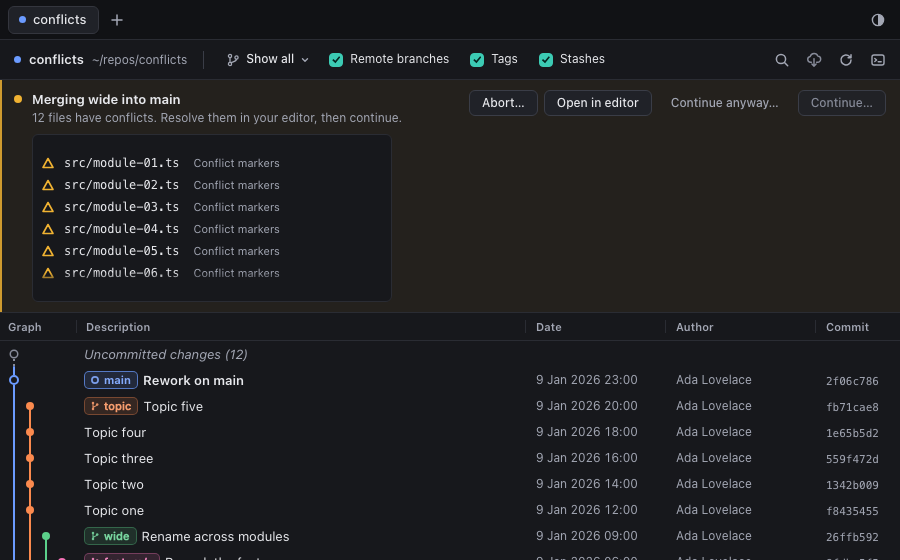 conflicts
conflicts ~/repos/conflicts Show all Remote branches Tags Stashes
Merging wide into main
12 files have conflicts. Resolve them in your editor, then continue.
Abort... Open in editor Continue anyway... Continue...
src/module-01.ts Conflict markers
src/module-02.ts Conflict markers
src/module-03.ts Conflict markers
src/module-04.ts Conflict markers
src/module-05.ts Conflict markers
src/module-06.ts Conflict markers
Graph Description Date Author Commit
Uncommitted changes (12)
main Rework on main 9 Jan 2026 23:00 Ada Lovelace 2f06c786
topic Topic five 9 Jan 2026 20:00 Ada Lovelace fb71cae8
Topic four 9 Jan 2026 18:00 Ada Lovelace 1e65b5d2
Topic three 9 Jan 2026 16:00 Ada Lovelace 559f472d
Topic two 9 Jan 2026 14:00 Ada Lovelace 1342b009
Topic one 9 Jan 2026 12:00 Ada Lovelace f8435455
wide Rename across modules 9 Jan 2026 09:00 Ada Lovelace 26ffb592